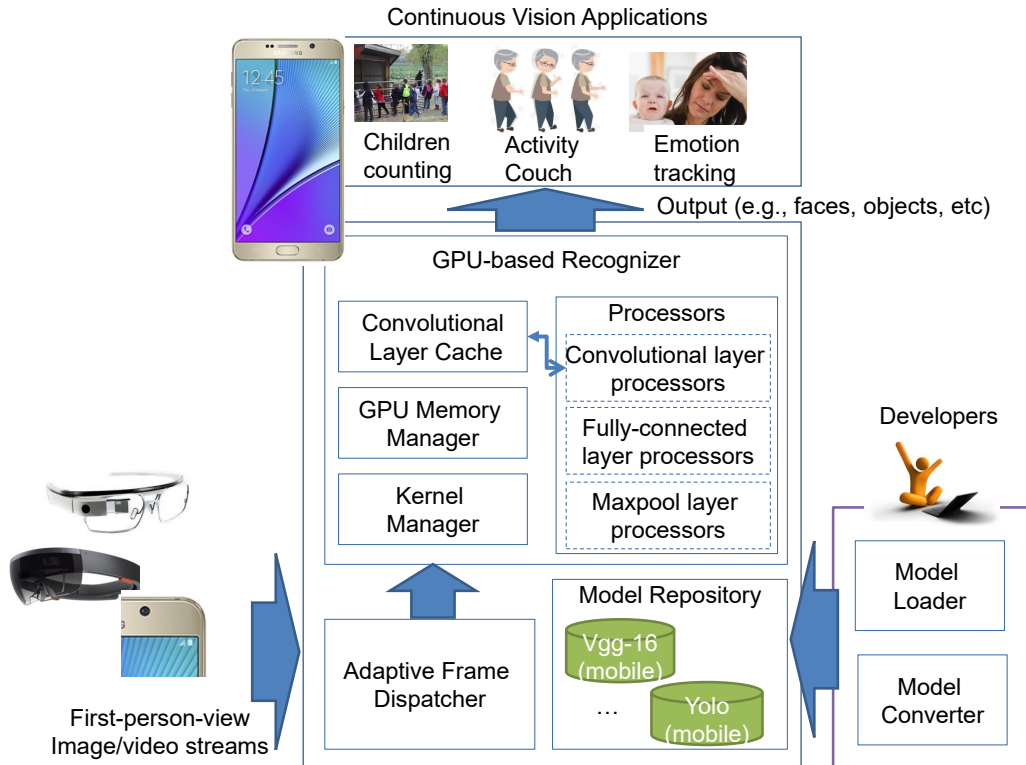 Continuous Vision Applications
SAMSUNG
12:45
Children
counting
Activity
Couch
Emotion
tracking
Output (e.g., faces, objects, etc)
GPU-based Recognizer
Convolutional
Layer Cache
GPU Memory
Manager
Kernel
Manager
Processors
Convolutional layer
processors
Fully-connected
layer processors
Maxpool layer
processors
Developers
Model
Loader
Model
Converter
Model Repository
Vgg-16
(mobile)
...
Yolo
(mobile)
Adaptive Frame
Dispatcher
First-person-view
Image/video streams